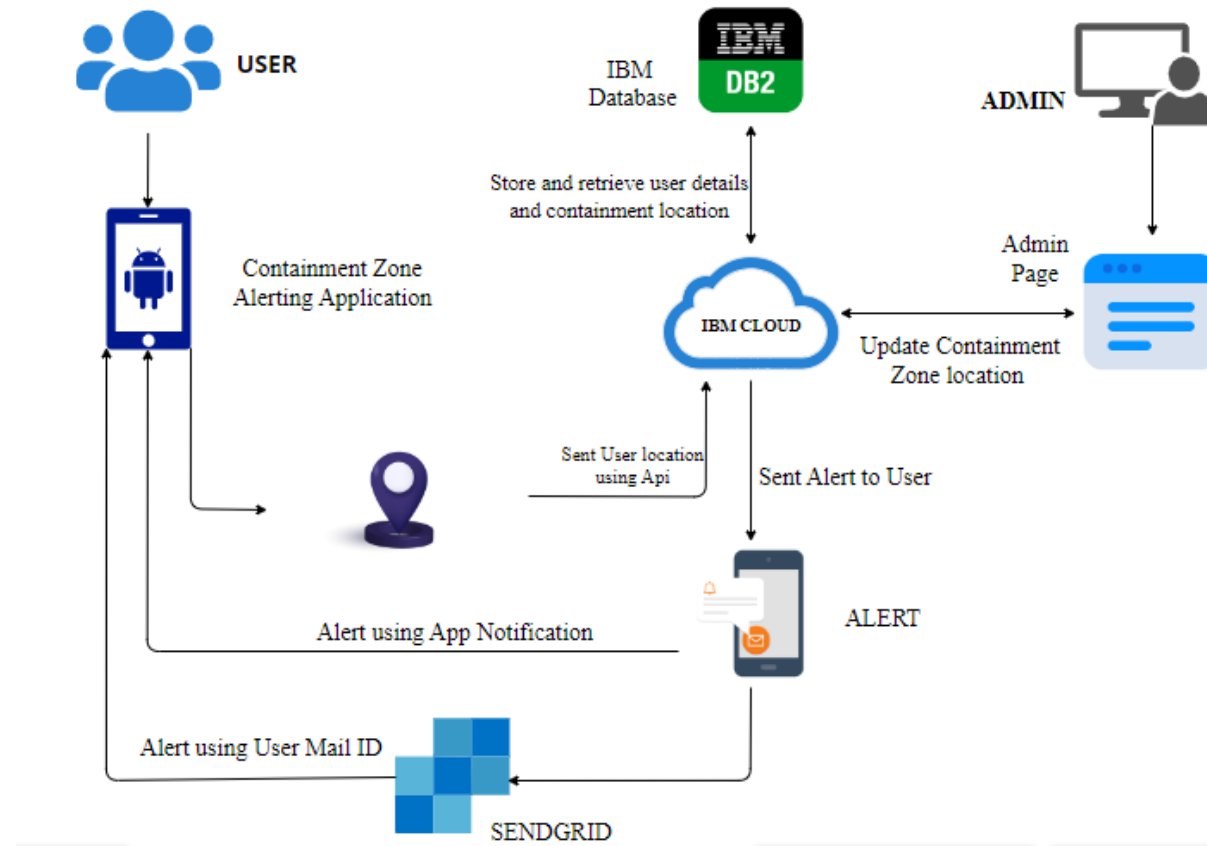 USER
IBM
Database
IBM
DB2
ADMIN
Store and retrieve user details
and containment location
Admin
Page
Containment Zone
Alerting Application
IBM CLOUD
Update Containment
Zone location
Sent User location
using Api
Sent Alert to User
ALERT
Alert using App Notification
Alert using User Mail ID
SENDGRID